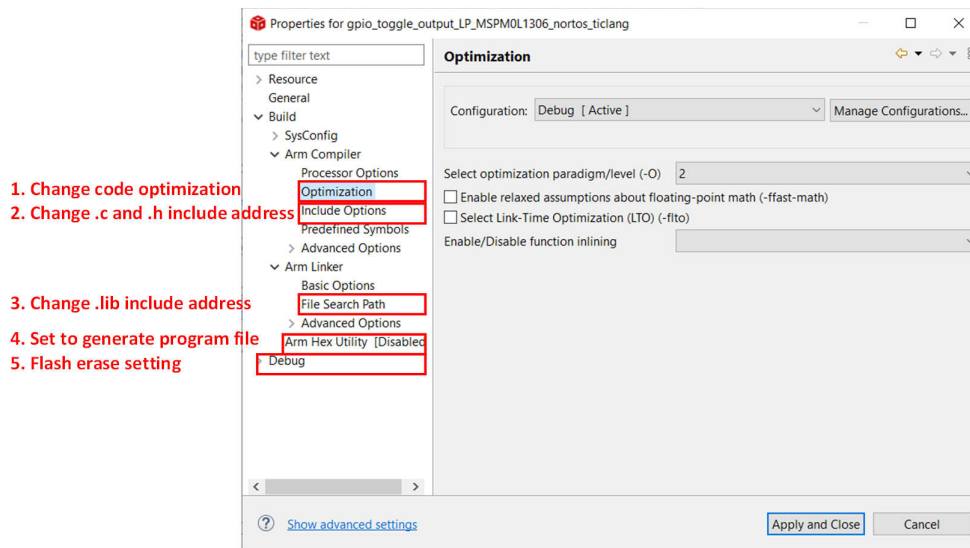 Properties for gpio_toggle_output_LP_MSPM0L1306_nortos_ticlang
type filter text
Resource
General
Build
SysConfig
Arm Compiler
Processor Options
Optimization
Include Options
Predefined Symbols
Advanced Options
Arm Linker
Basic Options
File Search Path
Advanced Options
Arm Hex Utility [Disabled
Debug
1. Change code optimization
2. Change .c and .h include address
3. Change .lib include address
4. Set to generate program file
5. Flash erase setting
Optimization
Configuration: Debug [ Active ] Manage Configurations...
Select optimization paradigm/level (-O) 2
Enable relaxed assumptions about floating-point math (-ffast-math)
Select Link-Time Optimization (LTO) (-flto)
Enable/Disable function inlining
Show advanced settings
Apply and Close Cancel